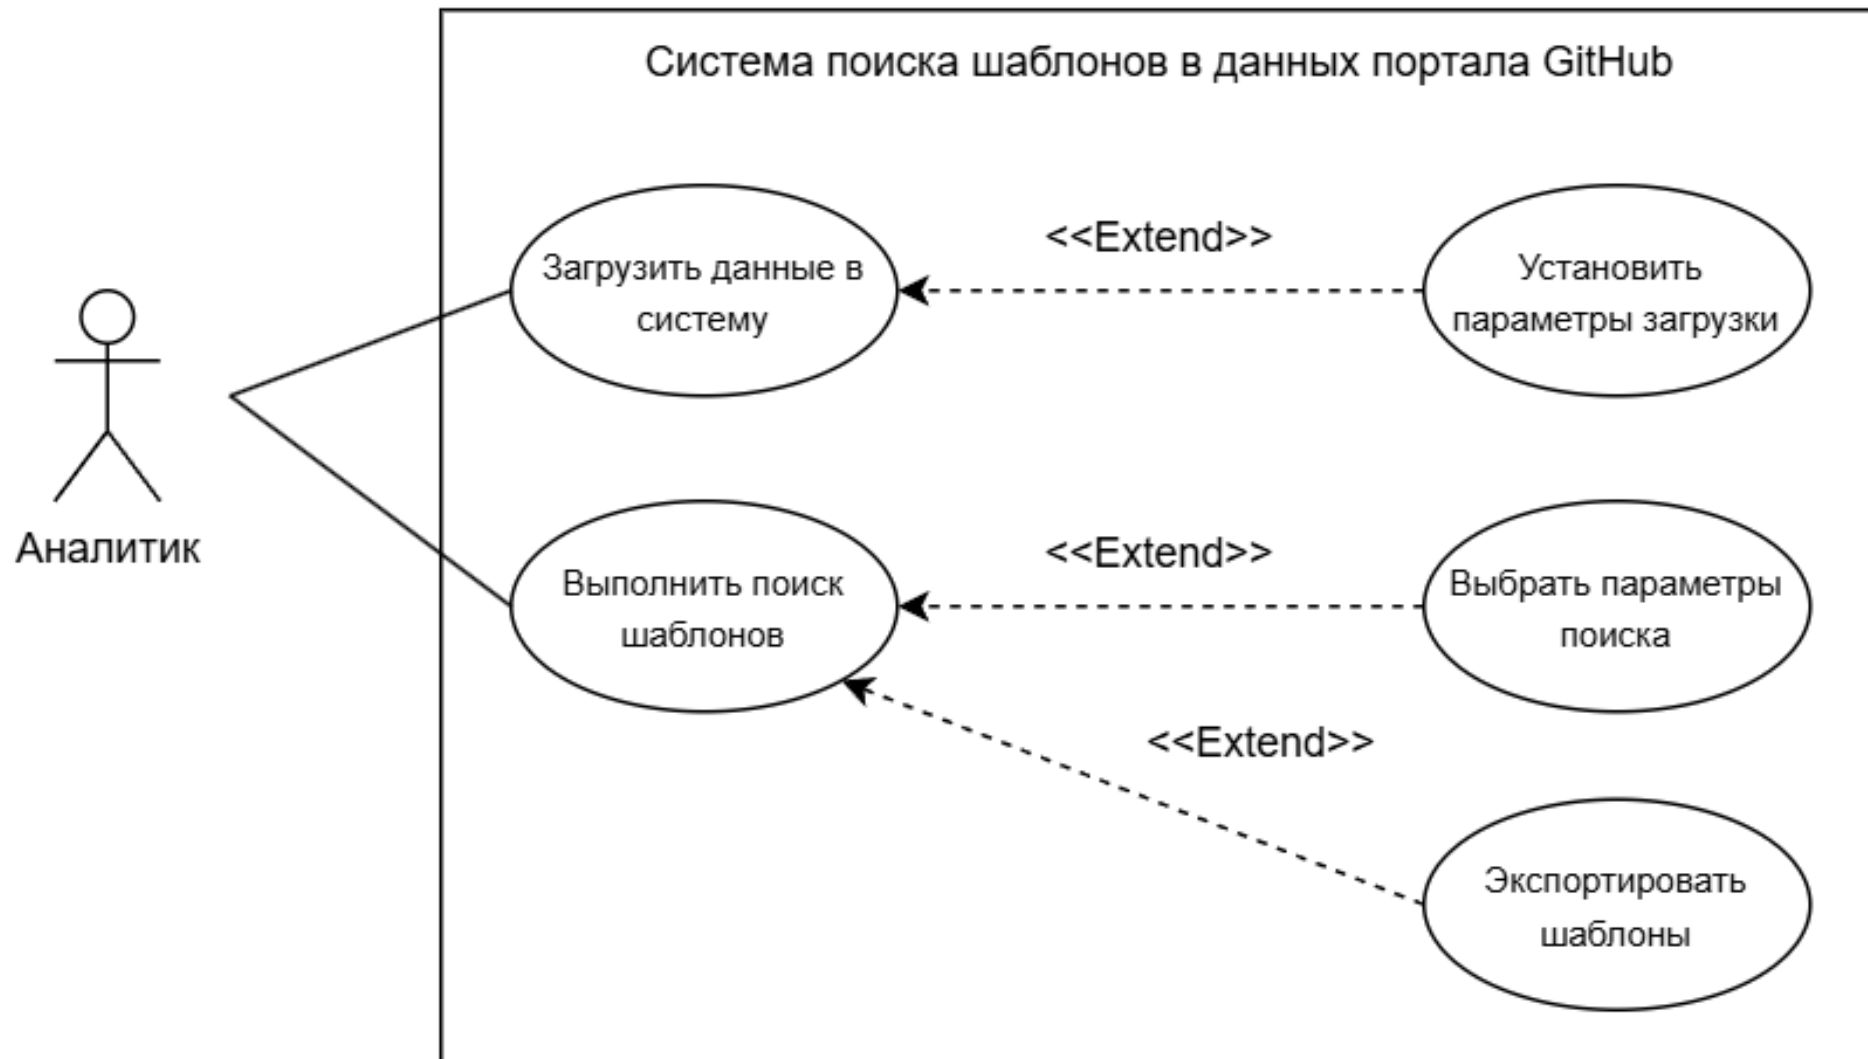 Система поиска шаблонов в данных портала GitHub
Загрузить данные в
систему
<<Extend>>
Установить
параметры загрузки
Аналитик
Выполнить поиск
шаблонов
<<Extend>>
Выбрать параметры
поиска
<<Extend>>
Экспортировать
шаблоны